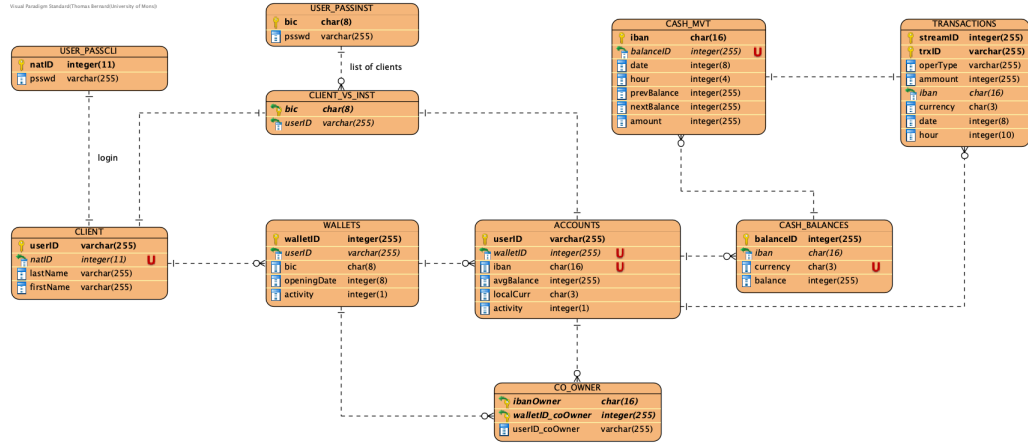 Visual Paradigm Standard(Thomas Bernard(University of Mons))
USER_PASSINST
bic char(8)
psswd varchar(255)
CASH_MVT
iban char(16)
balanceID integer(255) U
date integer(8)
hour integer(4)
prevBalance integer(255)
nextBalance integer(255)
amount integer(255)
TRANSACTIONS
streamID integer(255)
trxID varchar(255)
operType varchar(255)
ammount integer(255)
iban char(16)
currency char(3)
date integer(8)
hour integer(10)
USER_PASSCLI
natID integer(11)
psswd varchar(255)
list of clients
CLIENT_VS_INST
bic char(8)
userID varchar(255)
login
CLIENT
userID varchar(255)
natID integer(11) U
lastName varchar(255)
firstName varchar(255)
WALLETS
walletID integer(255)
userID varchar(255)
bic char(8)
openingDate integer(8)
activity integer(1)
ACCOUNTS
userID varchar(255)
walletID integer(255) U
iban char(16) U
avgBalance integer(255)
localCurr char(3)
activity integer(1)
CASH_BALANCES
balanceID integer(255)
iban char(16)
currency char(3) U
balance integer(255)
CO_OWNER
ibanOwner char(16)
walletID_coOwner integer(255)
userID_coOwner varchar(255)